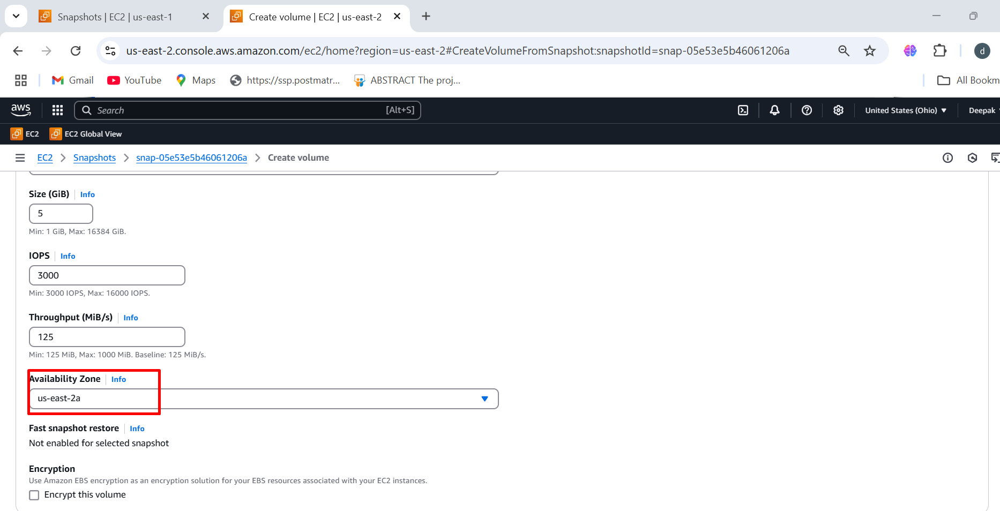 Snapshots | EC2 | us-east-1
Create volume | EC2 | us-east-2
us-east-2.console.aws.amazon.com/ec2/home?region=us-east-2#CreateVolumeFromSnapshot:snapshotId=snap-05e53e5b46061206a
d
Gmail
YouTube
Maps
https://ssp.postmatr...
ABSTRACT The proj...
All Bookm
aws
Search
[Alt+S]
United States (Ohio)
Deepak
EC2
EC2 Global View
EC2
Snapshots
snap-05e53e5b46061206a
Create volume
Size (GiB)
Info
5
Min: 1 GiB, Max: 16384 GiB.
IOPS
Info
3000
Min: 3000 IOPS, Max: 16000 IOPS.
Throughput (MiB/s)
Info
125
Min: 125 MiB, Max: 1000 MiB. Baseline: 125 MiB/s.
Availability Zone
Info
us-east-2a
Fast snapshot restore
Info
Not enabled for selected snapshot
Encryption
Use Amazon EBS encryption as an encryption solution for your EBS resources associated with your EC2 instances.
Encrypt this volume